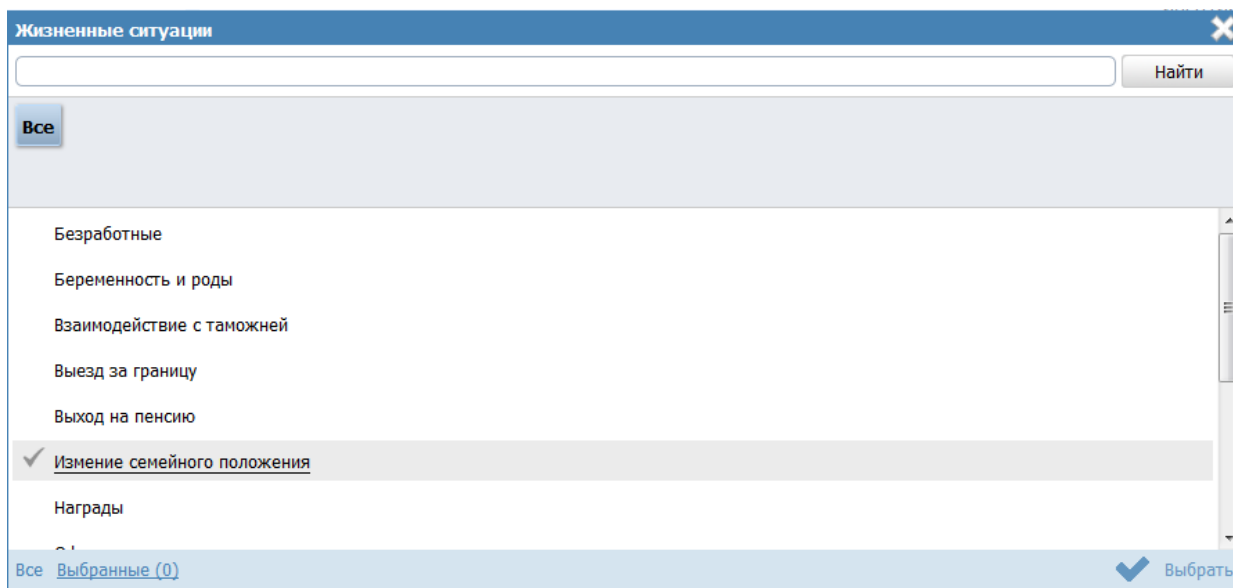 Жизненные ситуации
Найти
Все
Безработные
Беременность и роды
Взаимодействие с таможней
Выезд за границу
Выход на пенсию
Измение семейного положения
Награды
Все Выбранные (0) Выбрать